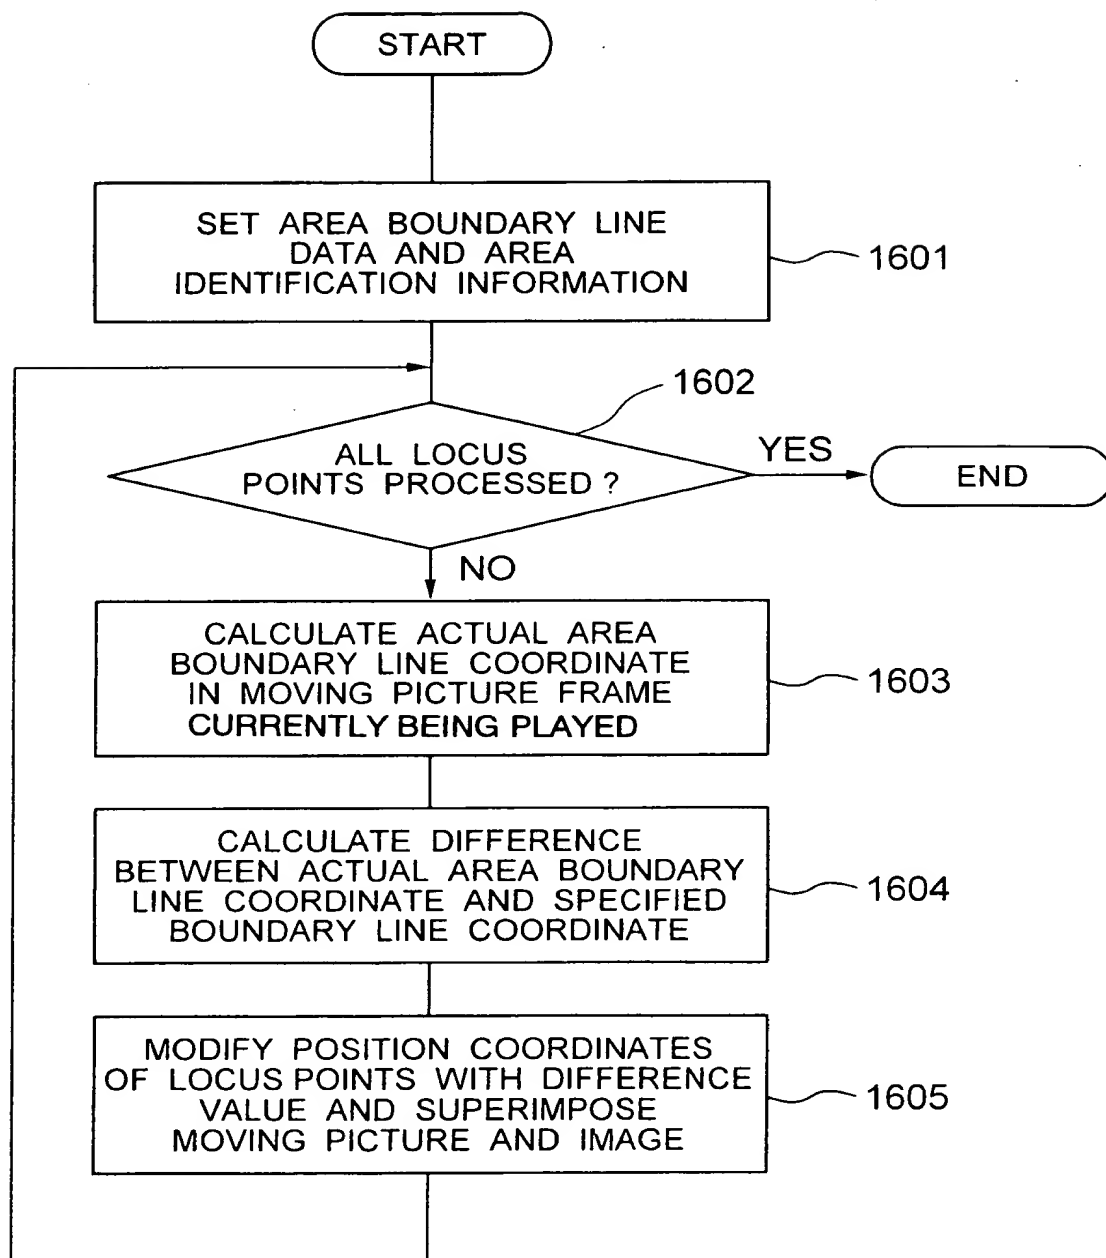 START
SET AREA BOUNDARY LINE
DATA AND AREA
IDENTIFICATION INFORMATION
1601
1602
ALL LOCUS
POINTS PROCESSED ?
YES
END
NO
CALCULATE ACTUAL AREA
BOUNDARY LINE COORDINATE
IN MOVING PICTURE FRAME
CURRENTLY BEING PLAYED
1603
CALCULATE DIFFERENCE
BETWEEN ACTUAL AREA BOUNDARY
LINE COORDINATE AND SPECIFIED
BOUNDARY LINE COORDINATE
1604
MODIFY POSITION COORDINATES
OF LOCUS POINTS WITH DIFFERENCE
VALUE AND SUPERIMPOSE
MOVING PICTURE AND IMAGE
1605